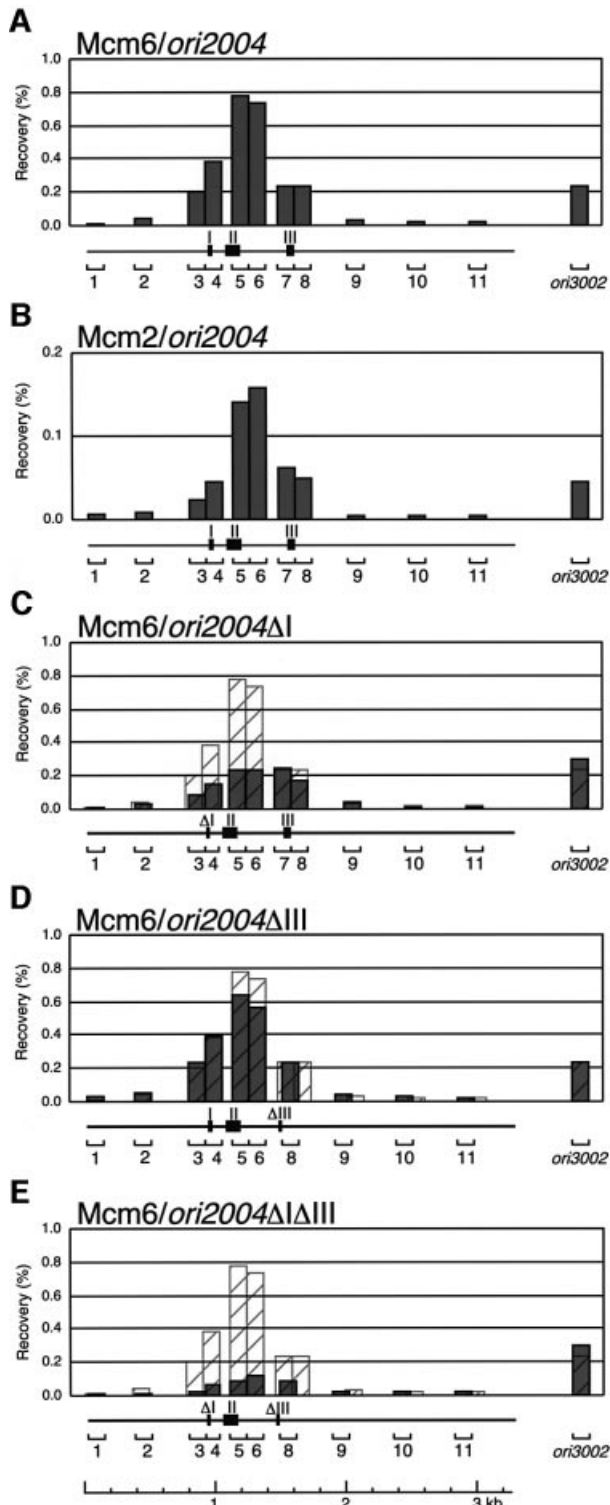 A
Mcm6/ori2004
Recovery (%)
1.0
0.8
0.6
0.4
0.2
0.0
I II III
1 2 3 4 5 6 7 8 9 10 11 ori3002
B
Mcm2/ori2004
Recovery (%)
0.2
0.1
0.0
I II III
1 2 3 4 5 6 7 8 9 10 11 ori3002
C
Mcm6/ori2004ΔI
Recovery (%)
1.0
0.8
0.6
0.4
0.2
0.0
ΔI II III
1 2 3 4 5 6 7 8 9 10 11 ori3002
D
Mcm6/ori2004ΔIII
Recovery (%)
1.0
0.8
0.6
0.4
0.2
0.0
I II ΔIII
1 2 3 4 5 6 8 9 10 11 ori3002
E
Mcm6/ori2004ΔIΔIII
Recovery (%)
1.0
0.8
0.6
0.4
0.2
0.0
ΔI II ΔIII
1 2 3 4 5 6 8 9 10 11 ori3002
1 2 3 kb